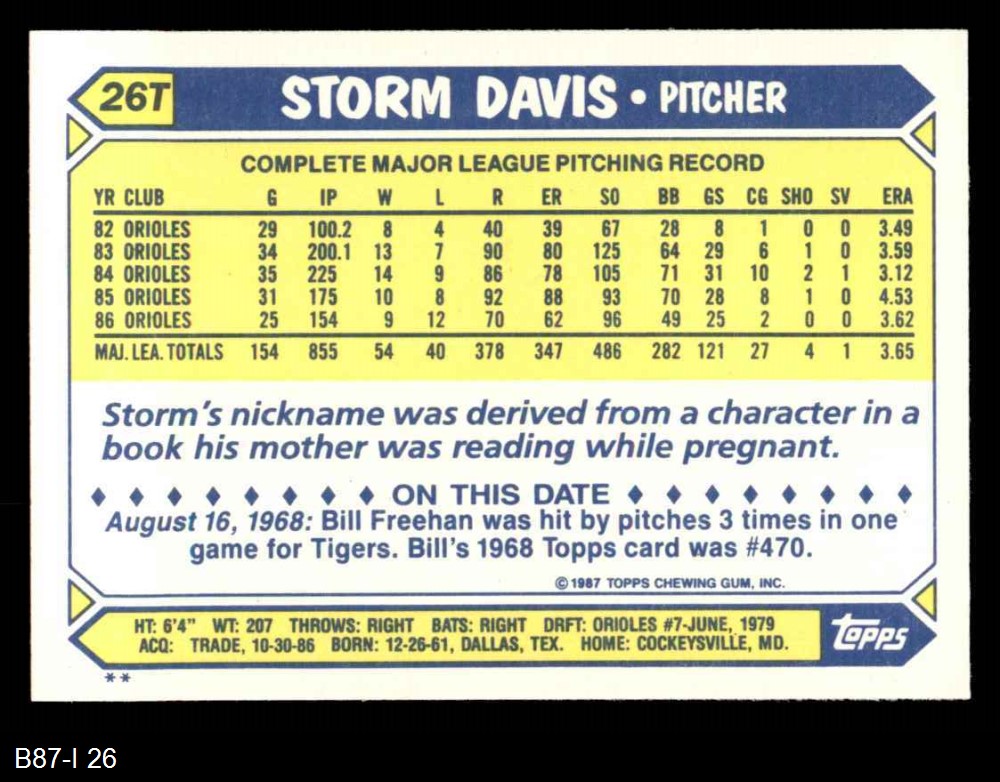 26T
STORM DAVIS • PITCHER
COMPLETE MAJOR LEAGUE PITCHING RECORD
YR CLUB G IP W L R ER SO BB GS CG SHO SV ERA
82 ORIOLES 29 100.2 8 4 40 39 67 28 8 1 0 0 3.49
83 ORIOLES 34 200.1 13 7 90 80 125 64 29 6 1 0 3.59
84 ORIOLES 35 225 14 9 86 78 105 71 31 10 2 1 3.12
85 ORIOLES 31 175 10 8 92 88 93 70 28 8 1 0 4.53
86 ORIOLES 25 154 9 12 70 62 96 49 25 2 0 0 3.62
MAJ. LEA. TOTALS 154 855 54 40 378 347 486 282 121 27 4 1 3.65
Storm's nickname was derived from a character in a
book his mother was reading while pregnant.
♦ ♦ ♦ ♦ ♦ ♦ ♦ ♦ ON THIS DATE ♦ ♦ ♦ ♦ ♦ ♦ ♦ ♦
August 16, 1968: Bill Freehan was hit by pitches 3 times in one
game for Tigers. Bill's 1968 Topps card was #470.
© 1987 TOPPS CHEWING GUM, INC.
HT: 6'4" WT: 207 THROWS: RIGHT BATS: RIGHT DRFT: ORIOLES #7-JUNE, 1979
ACQ: TRADE, 10-30-86 BORN: 12-26-61, DALLAS, TEX. HOME: COCKEYSVILLE, MD.
topps
**
B87-I 26